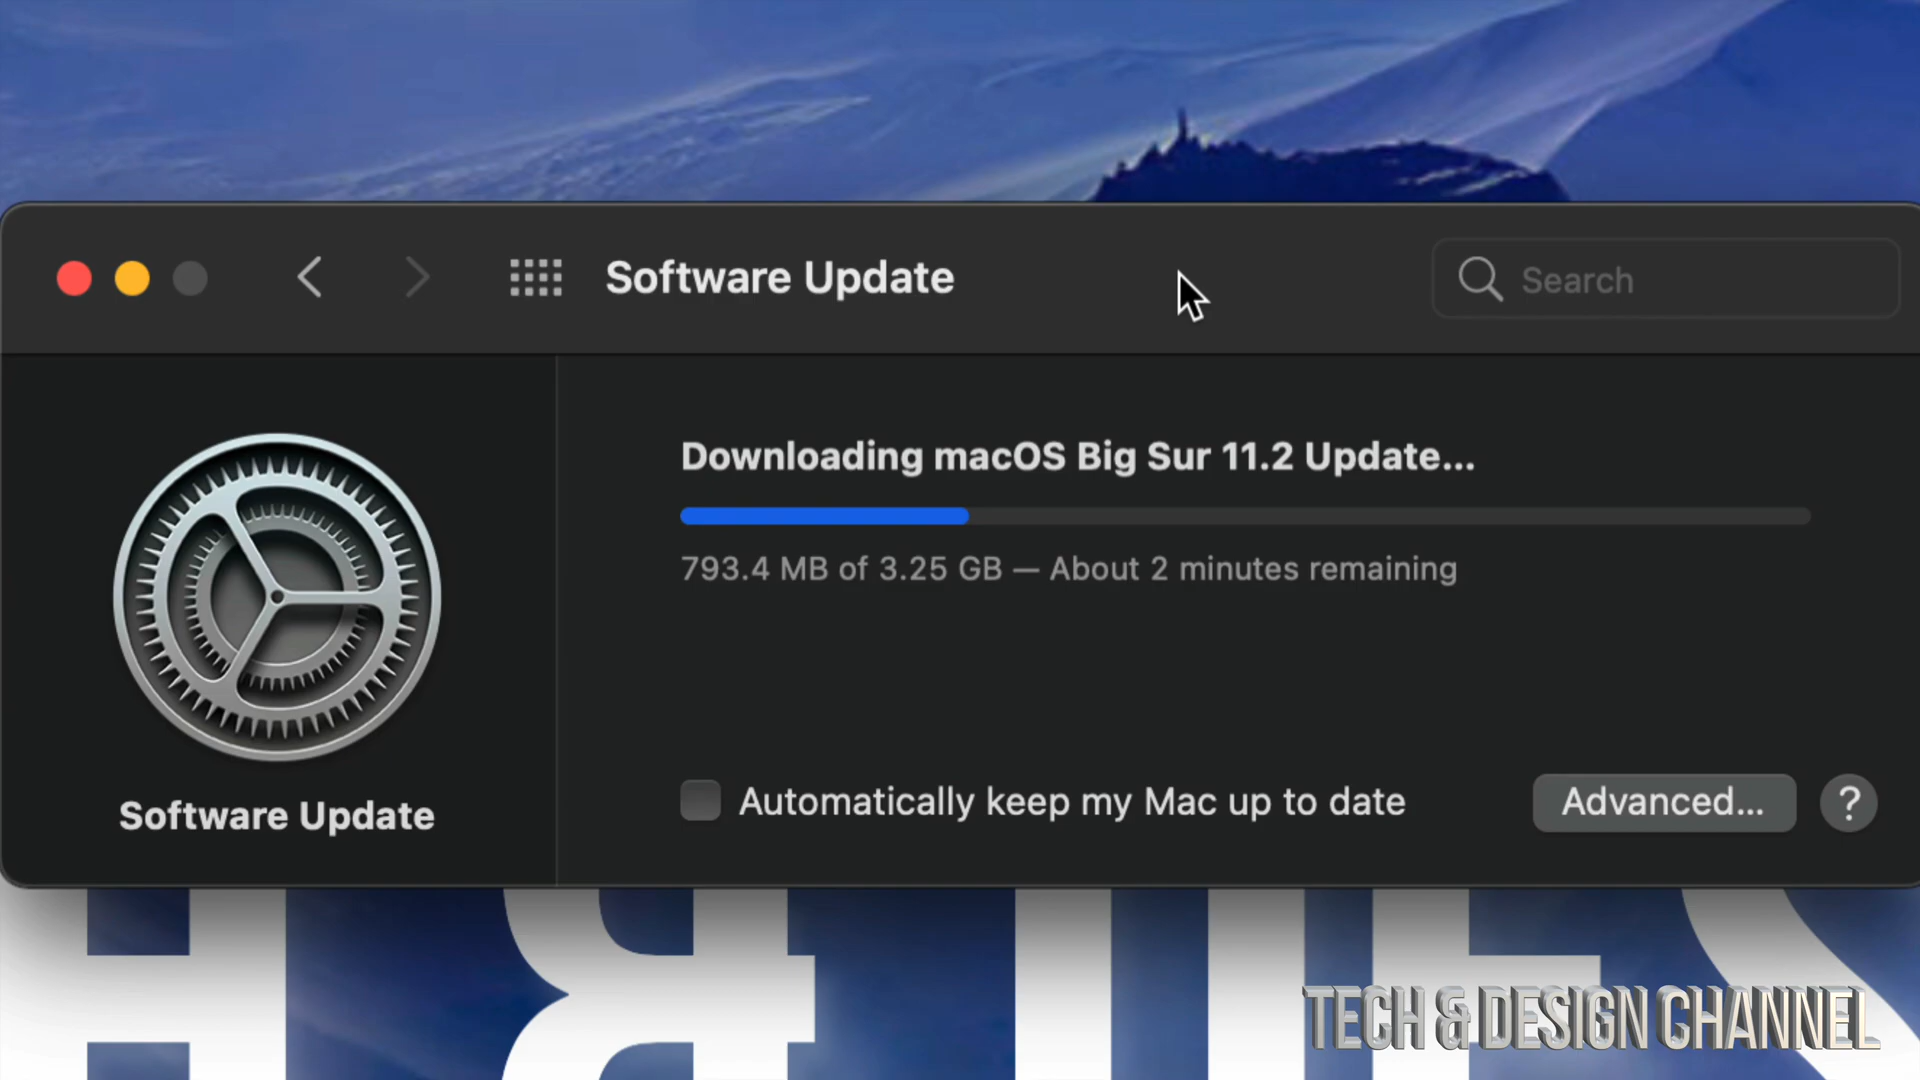 Software Update
Search
Downloading macOS Big Sur 11.2 Update...
793.4 MB of 3.25 GB — About 2 minutes remaining
Automatically keep my Mac up to date
Advanced...
?
Software Update
TECH & DESIGN CHANNEL